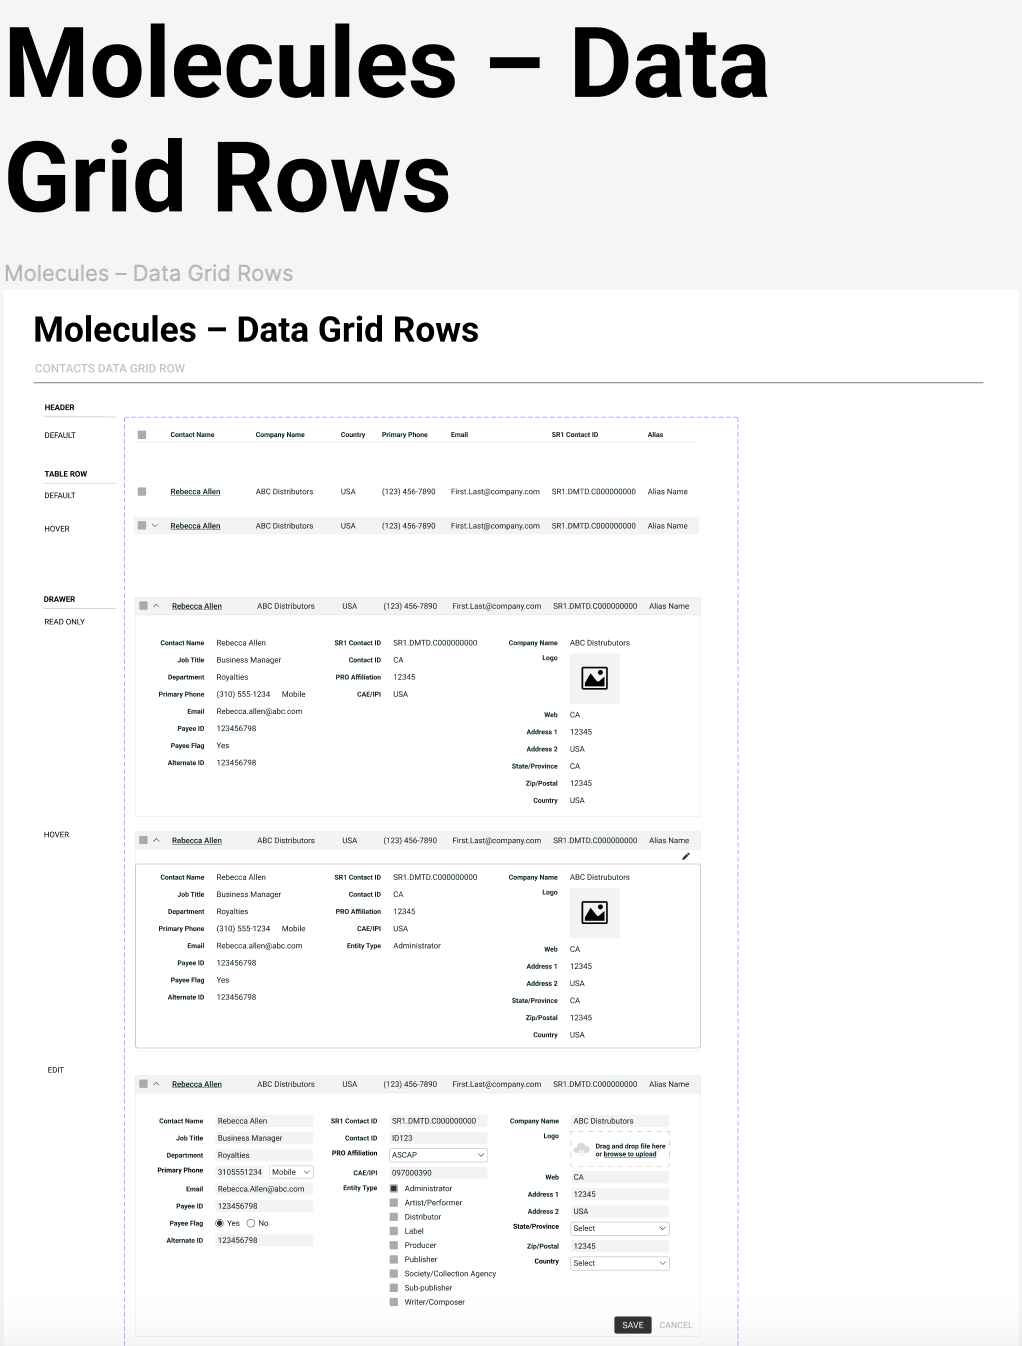 Molecules – Data
Grid Rows
Molecules – Data Grid Rows
Molecules – Data Grid Rows
CONTACTS DATA GRID ROW
HEADER
DEFAULT Contact Name Company Name Country Primary Phone Email SR1 Contact ID Alias
TABLE ROW
DEFAULT Rebecca Allen ABC Distributors USA (123) 456-7890 First.Last@company.com SR1.DMTD.C000000000 Alias Name
HOVER Rebecca Allen ABC Distributors USA (123) 456-7890 First.Last@company.com SR1.DMTD.C000000000 Alias Name
DRAWER
Rebecca Allen ABC Distributors USA (123) 456-7890 First.Last@company.com SR1.DMTD.C000000000 Alias Name
READ ONLY
Contact Name Rebecca Allen SR1 Contact ID SR1.DMTD.C000000000 Company Name ABC Distrubutors
Job Title Business Manager Contact ID CA Logo
Department Royalties PRO Affiliation 12345
Primary Phone (310) 555-1234 Mobile CAE/IPI USA
Email Rebecca.allen@abc.com Web CA
Payee ID 123456798 Address 1 12345
Payee Flag Yes Address 2 USA
Alternate ID 123456798 State/Province CA
Zip/Postal 12345
Country USA
HOVER Rebecca Allen ABC Distributors USA (123) 456-7890 First.Last@company.com SR1.DMTD.C000000000 Alias Name
Contact Name Rebecca Allen SR1 Contact ID SR1.DMTD.C000000000 Company Name ABC Distrubutors
Job Title Business Manager Contact ID CA Logo
Department Royalties PRO Affiliation 12345
Primary Phone (310) 555-1234 Mobile CAE/IPI USA
Email Rebecca.allen@abc.com Entity Type Administrator Web CA
Payee ID 123456798 Address 1 12345
Payee Flag Yes Address 2 USA
Alternate ID 123456798 State/Province CA
Zip/Postal 12345
Country USA
EDIT
Rebecca Allen ABC Distributors USA (123) 456-7890 First.Last@company.com SR1.DMTD.C000000000 Alias Name
Contact Name Rebecca Allen SR1 Contact ID SR1.DMTD.C000000000 Company Name ABC Distrubutors
Job Title Business Manager Contact ID ID123 Logo
Drag and drop file here
or browse to upload
Department Royalties PRO Affiliation ASCAP
Primary Phone 3105551234 Mobile CAE/IPI 097000390 Web CA
Email Rebecca.Allen@abc.com Entity Type Administrator Address 1 12345
Payee ID 123456798 Artist/Performer Address 2 USA
Payee Flag Yes No Distributor State/Province Select
Alternate ID 123456798 Label
Producer Zip/Postal 12345
Publisher Country Select
Society/Collection Agency
Sub-publisher
Writer/Composer
SAVE CANCEL